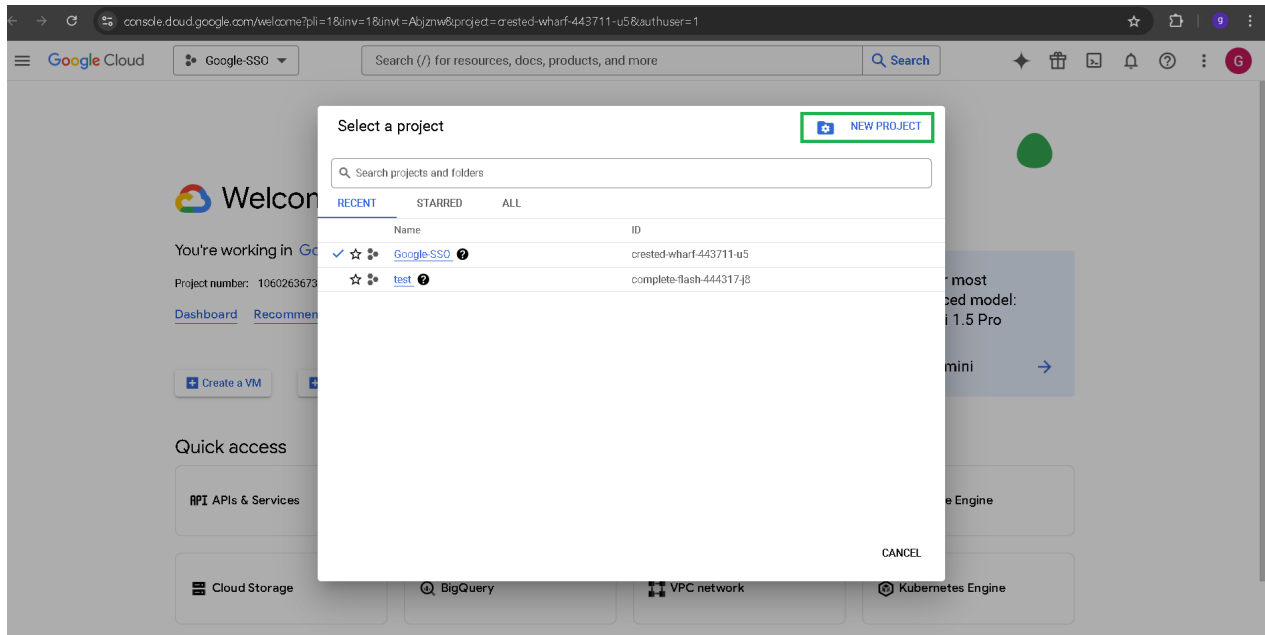 console.cloud.google.com/welcome?pli=1&inv=1&invt=Abjznw&project=crested-wharf-443711-u5&authuser=1
g
Google Cloud
Google-SSO
Search (/) for resources, docs, products, and more
Search
G
Select a project
NEW PROJECT
Search projects and folders
RECENT
STARRED
ALL
Name
ID
Google-SSO
crested-wharf-443711-u5
test
complete-flash-444317-j8
CANCEL
Welcon
You're working in Go
Project number: 1060263673
Dashboard
Recommen
most
ced model:
i 1.5 Pro
mini
Create a VM
Quick access
API APIs & Services
e Engine
Cloud Storage
BigQuery
VPC network
Kubernetes Engine